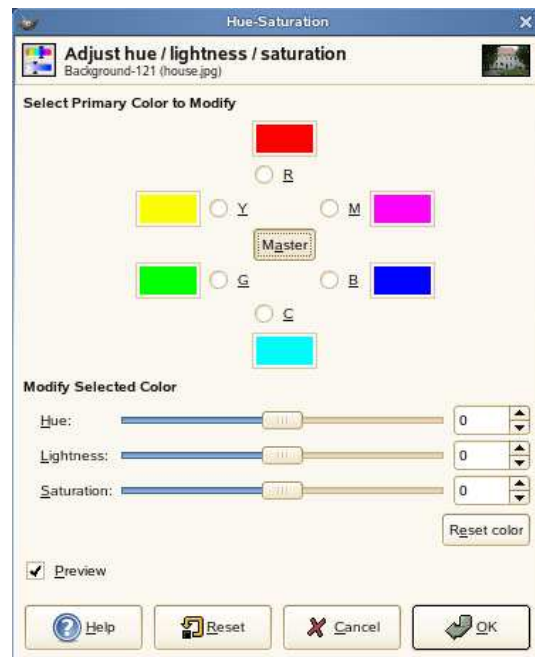 Hue-Saturation
Adjust hue / lightness / saturation
Background-121 (house.jpg)
Select Primary Color to Modify
R
Y
M
Master
G
B
C
Modify Selected Color
Hue: 0
Lightness: 0
Saturation: 0
Reset color
Preview
Help
Reset
Cancel
OK